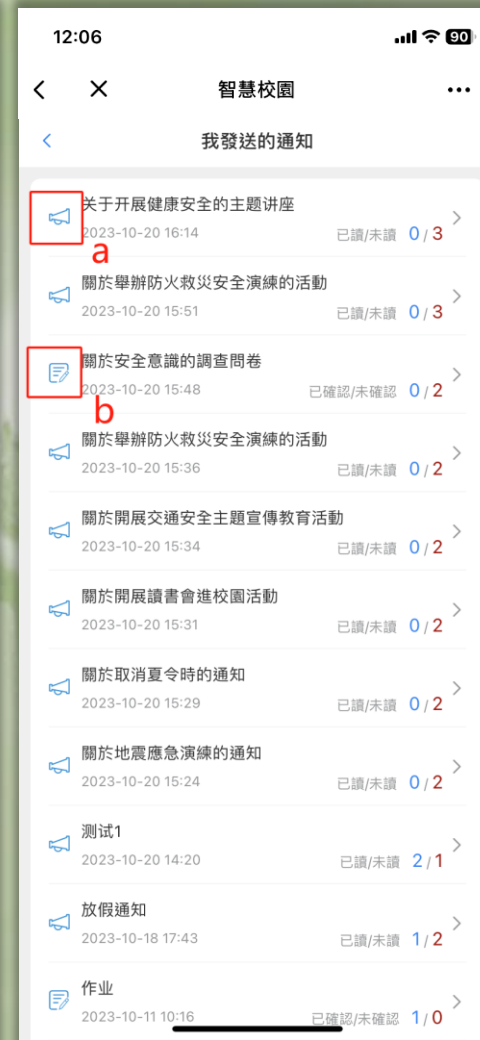 12:06
90
智慧校園
我發送的通知
关于开展健康安全的主题讲座
2023-10-20 16:14
已讀/未讀 0/3
a
關於舉辦防火救災安全演練的活動
2023-10-20 15:51
已讀/未讀 0/3
關於安全意識的調查問卷
2023-10-20 15:48
已確認/未確認 0/2
b
關於舉辦防火救災安全演練的活動
2023-10-20 15:36
已讀/未讀 0/2
關於開展交通安全主題宣傳教育活動
2023-10-20 15:34
已讀/未讀 0/2
關於開展讀書會進校園活動
2023-10-20 15:31
已讀/未讀 0/2
關於取消夏令時的通知
2023-10-20 15:29
已讀/未讀 0/2
關於地震應急演練的通知
2023-10-20 15:24
已讀/未讀 0/2
测试1
2023-10-20 14:20
已讀/未讀 2/1
放假通知
2023-10-18 17:43
已讀/未讀 1/2
作业
2023-10-11 10:16
已確認/未確認 1/0